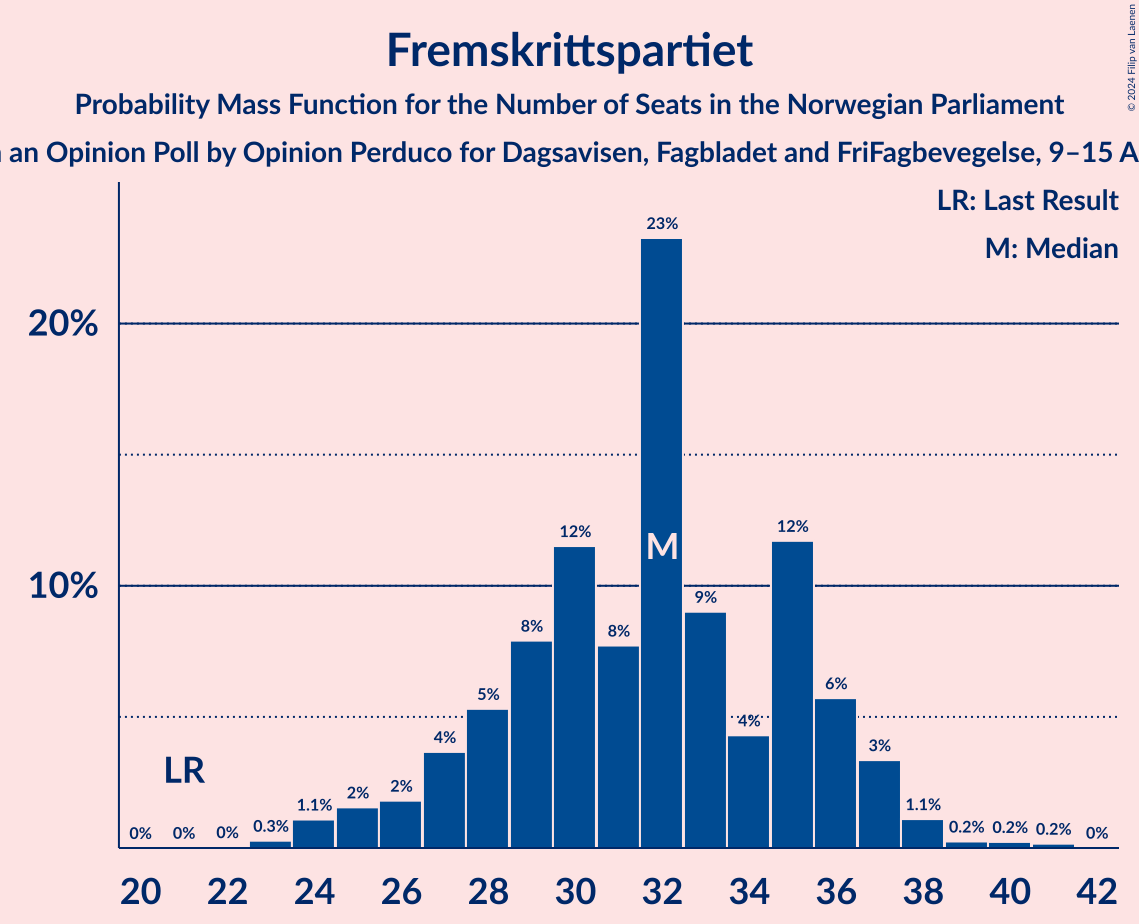 Fremskrittspartiet
Probability Mass Function for the Number of Seats in the Norwegian Parliament
an Opinion Poll by Opinion Perduco for Dagsavisen, Fagbladet and FriFagbevegelse, 9–15 A
© 2024 Filip van Laenen
LR: Last Result
M: Median
23%
20%
12%
M
12%
10%
9%
8%
8%
6%
5%
4%
4%
3%
LR
2%
2%
1.1%
1.1%
0% 0% 0% 0.3%
0.2% 0.2% 0.2% 0%
20 22 24 26 28 30 32 34 36 38 40 42